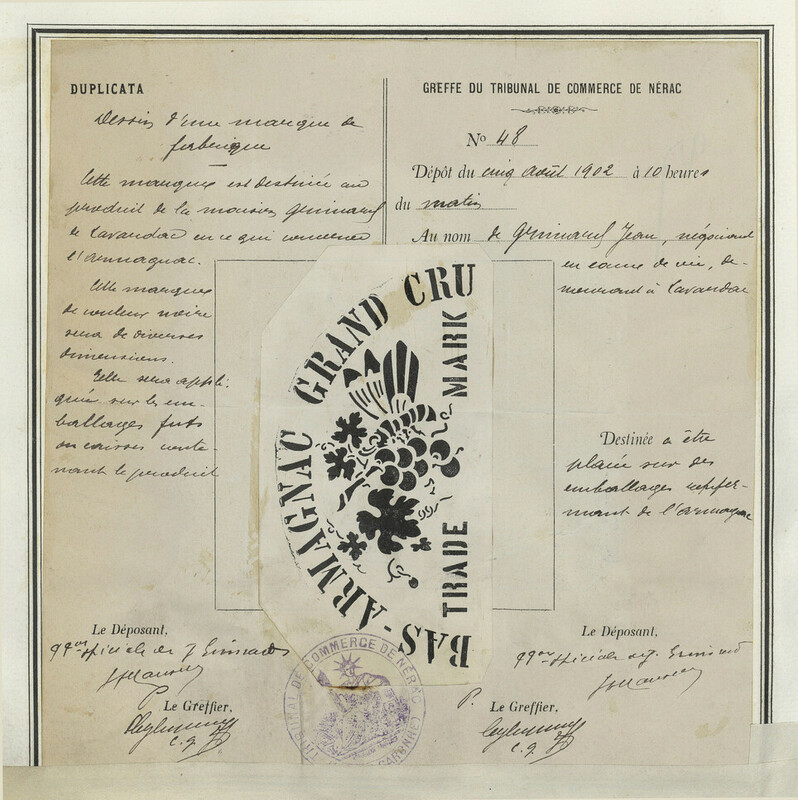 DUPLICATA
Dessin d'une marque de
fabrique
Cette marque est destinée au
produit de la maison Grimard
de Lavardac en ce qui concerne
l'armagnac.
Cette marque
de couleur noire
sera de diverses
dimensions.
Elle sera appli-
quée sur les em-
ballages futs
ou caisses conte-
nant le produit
GREFFE DU TRIBUNAL DE COMMERCE DE NÉRAC
No 48
Dépôt du cinq août 1902 à 10 heures
du matin
Au nom de Grimard Jean, négociant
en eaux de vie, de-
meurant à Lavardac
BAS-ARMAGNAC GRAND CRU
TRADE MARK
Destinée à être
placée sur des
emballages renfer-
mant de l'armagnac
Le Déposant,
Le Greffier,
P.
c. g.
Le Déposant,
P. Le Greffier,
c. g.
TRIBUNAL DE COMMERCE DE NÉRAC